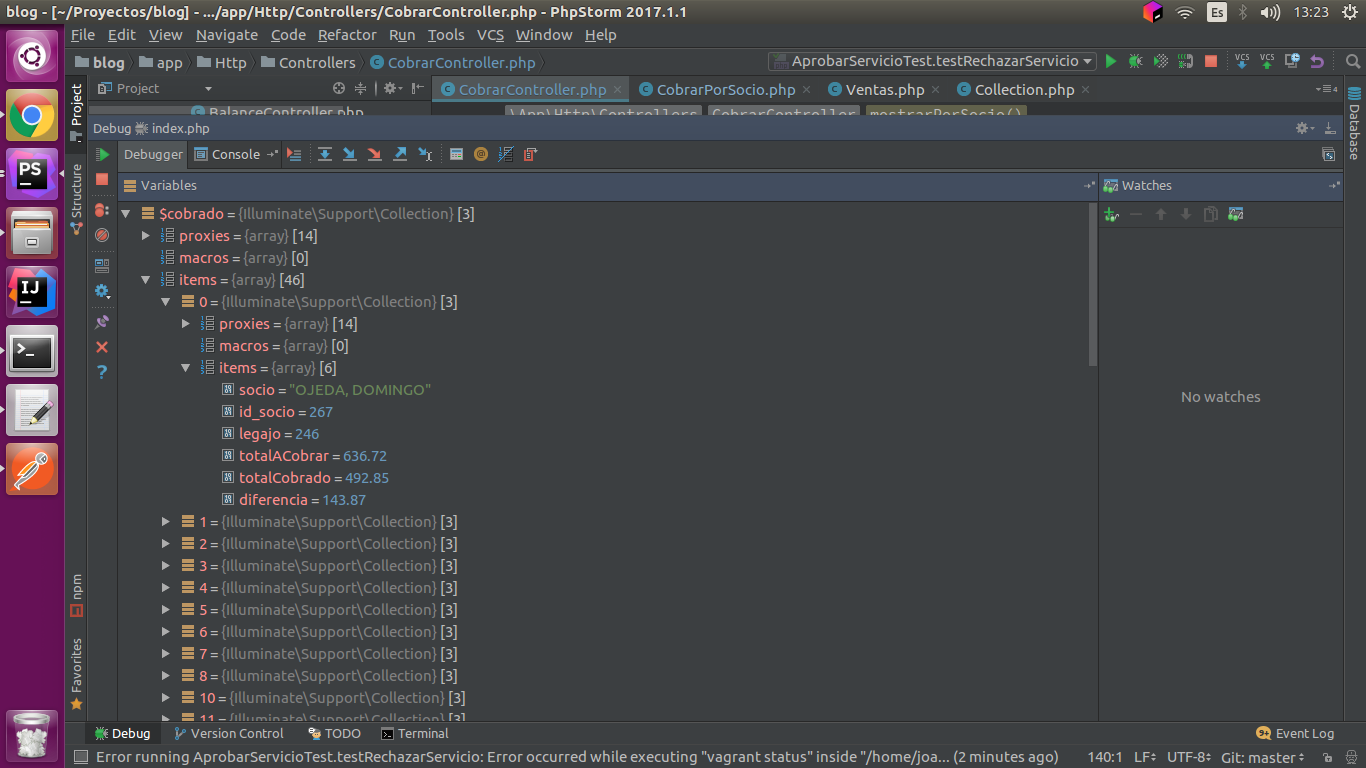 blog - [~/Proyectos/blog] - .../app/Http/Controllers/CobrarController.php - PhpStorm 2017.1.1
Es
13:23
File Edit View Navigate Code Refactor Run Tools VCS Window Help
blog app Http Controllers CobrarController.php
AprobarServicioTest.testRechazarServicio
VCS VCS
Project
CobrarController.php CobrarPorSocio.php Ventas.php Collection.php
4
BalanceController.php
\App\Http\Controllers CobrarController mostrarPorSocio()
Debug index.php
Debugger Console
Variables
Watches
$cobrado = {Illuminate\Support\Collection} [3]
proxies = {array} [14]
macros = {array} [0]
items = {array} [46]
0 = {Illuminate\Support\Collection} [3]
proxies = {array} [14]
macros = {array} [0]
items = {array} [6]
socio = "OJEDA, DOMINGO"
id_socio = 267
legajo = 246
totalACobrar = 636.72
totalCobrado = 492.85
diferencia = 143.87
1 = {Illuminate\Support\Collection} [3]
2 = {Illuminate\Support\Collection} [3]
3 = {Illuminate\Support\Collection} [3]
4 = {Illuminate\Support\Collection} [3]
5 = {Illuminate\Support\Collection} [3]
6 = {Illuminate\Support\Collection} [3]
7 = {Illuminate\Support\Collection} [3]
8 = {Illuminate\Support\Collection} [3]
10 = {Illuminate\Support\Collection} [3]
11 = {Illuminate\Support\Collection} [3]
No watches
Project
Structure
npm
Favorites
Database
PS
IJ
Debug Version Control TODO Terminal
9+ Event Log
Error running AprobarServicioTest.testRechazarServicio: Error occurred while executing "vagrant status" inside "/home/joa... (2 minutes ago)
140:1 LF UTF-8 Git: master